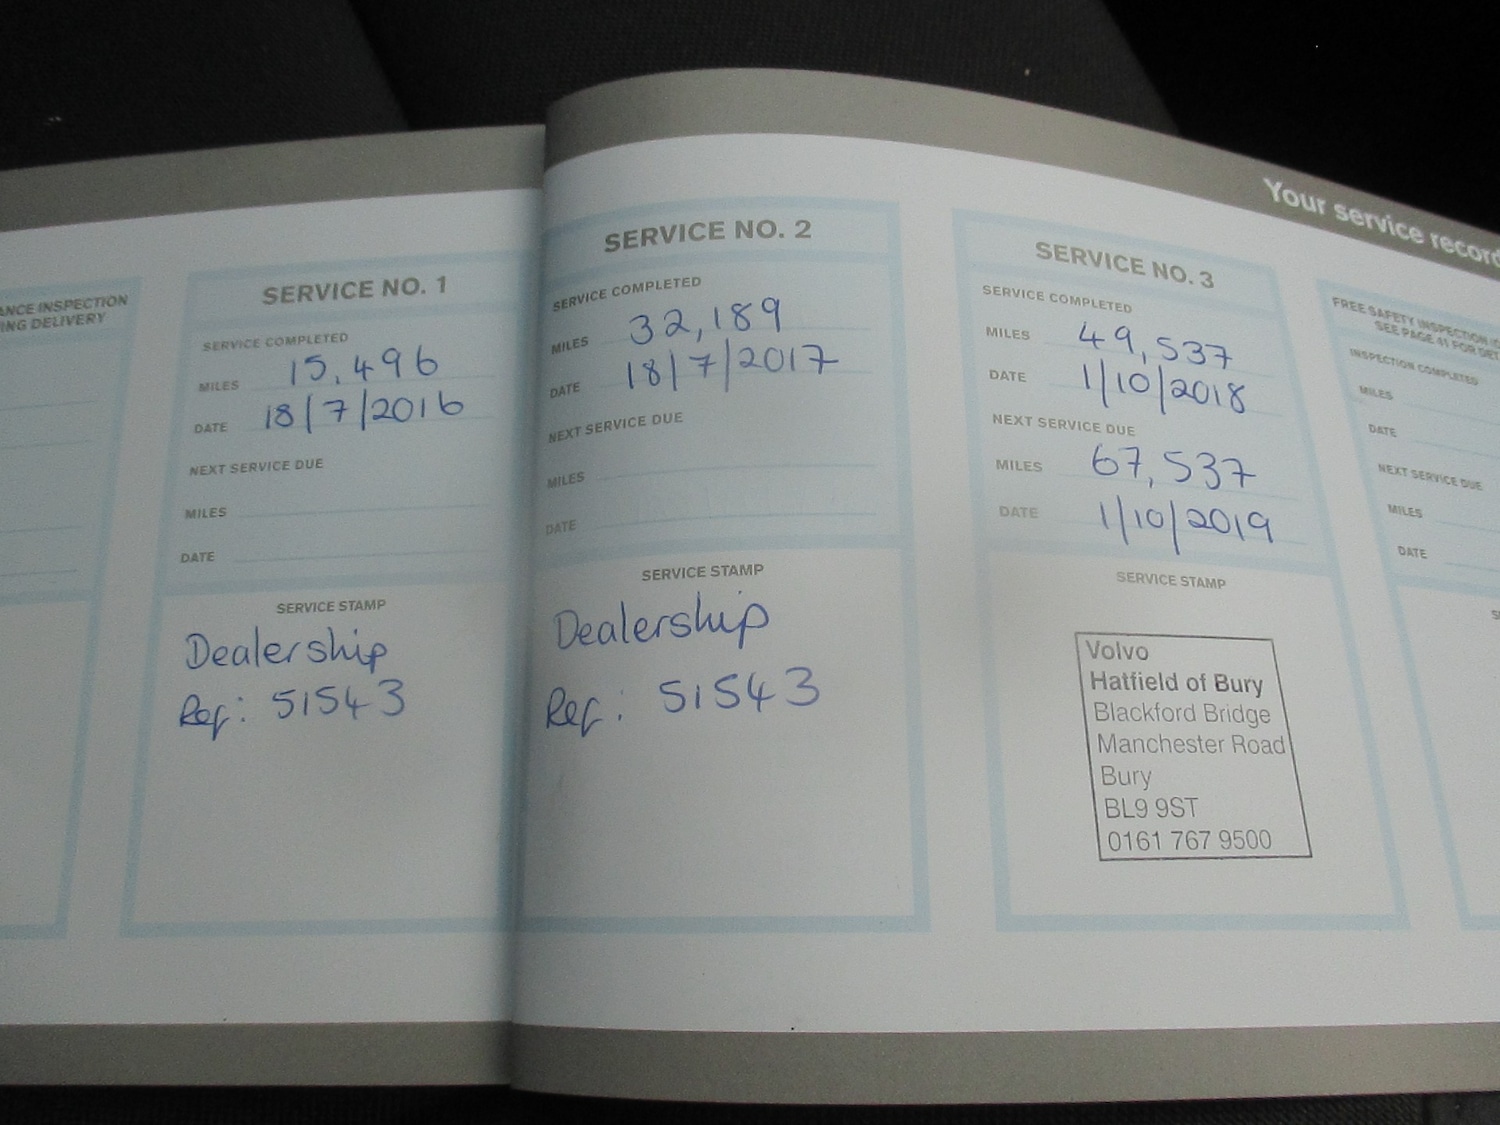 Your service record
ANCE INSPECTION
ING DELIVERY
SERVICE NO. 1
SERVICE COMPLETED
MILES 15,496
DATE 18/7/2016
NEXT SERVICE DUE
MILES
DATE
SERVICE STAMP
Dealership
Ref: 51543
SERVICE NO. 2
SERVICE COMPLETED
MILES 32,189
DATE 18/7/2017
NEXT SERVICE DUE
MILES
DATE
SERVICE STAMP
Dealership
Ref: 51543
SERVICE NO. 3
SERVICE COMPLETED
MILES 49,537
DATE 1/10/2018
NEXT SERVICE DUE
MILES 67,537
DATE 1/10/2019
SERVICE STAMP
Volvo
Hatfield of Bury
Blackford Bridge
Manchester Road
Bury
BL9 9ST
0161 767 9500
FREE SAFETY INSPECTION
SEE PAGE 41 FOR DET
INSPECTION COMPLETED
MILES
DATE
NEXT SERVICE DUE
MILES
DATE